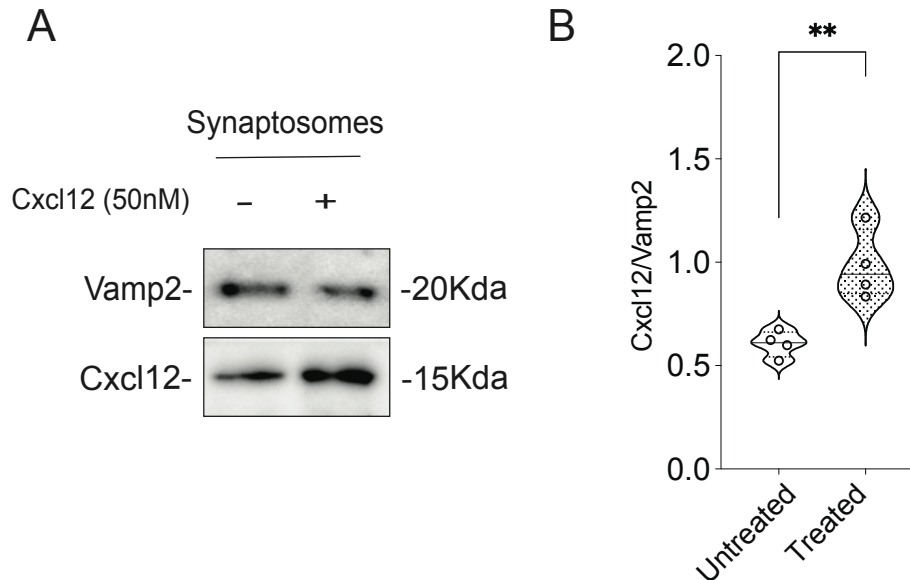 A
Synaptosomes
Cxcl12 (50nM) - +
Vamp2- -20Kda
Cxcl12- -15Kda
B
**
2.0
1.5
1.0
0.5
0.0
Cxcl12/Vamp2
Untreated
Treated